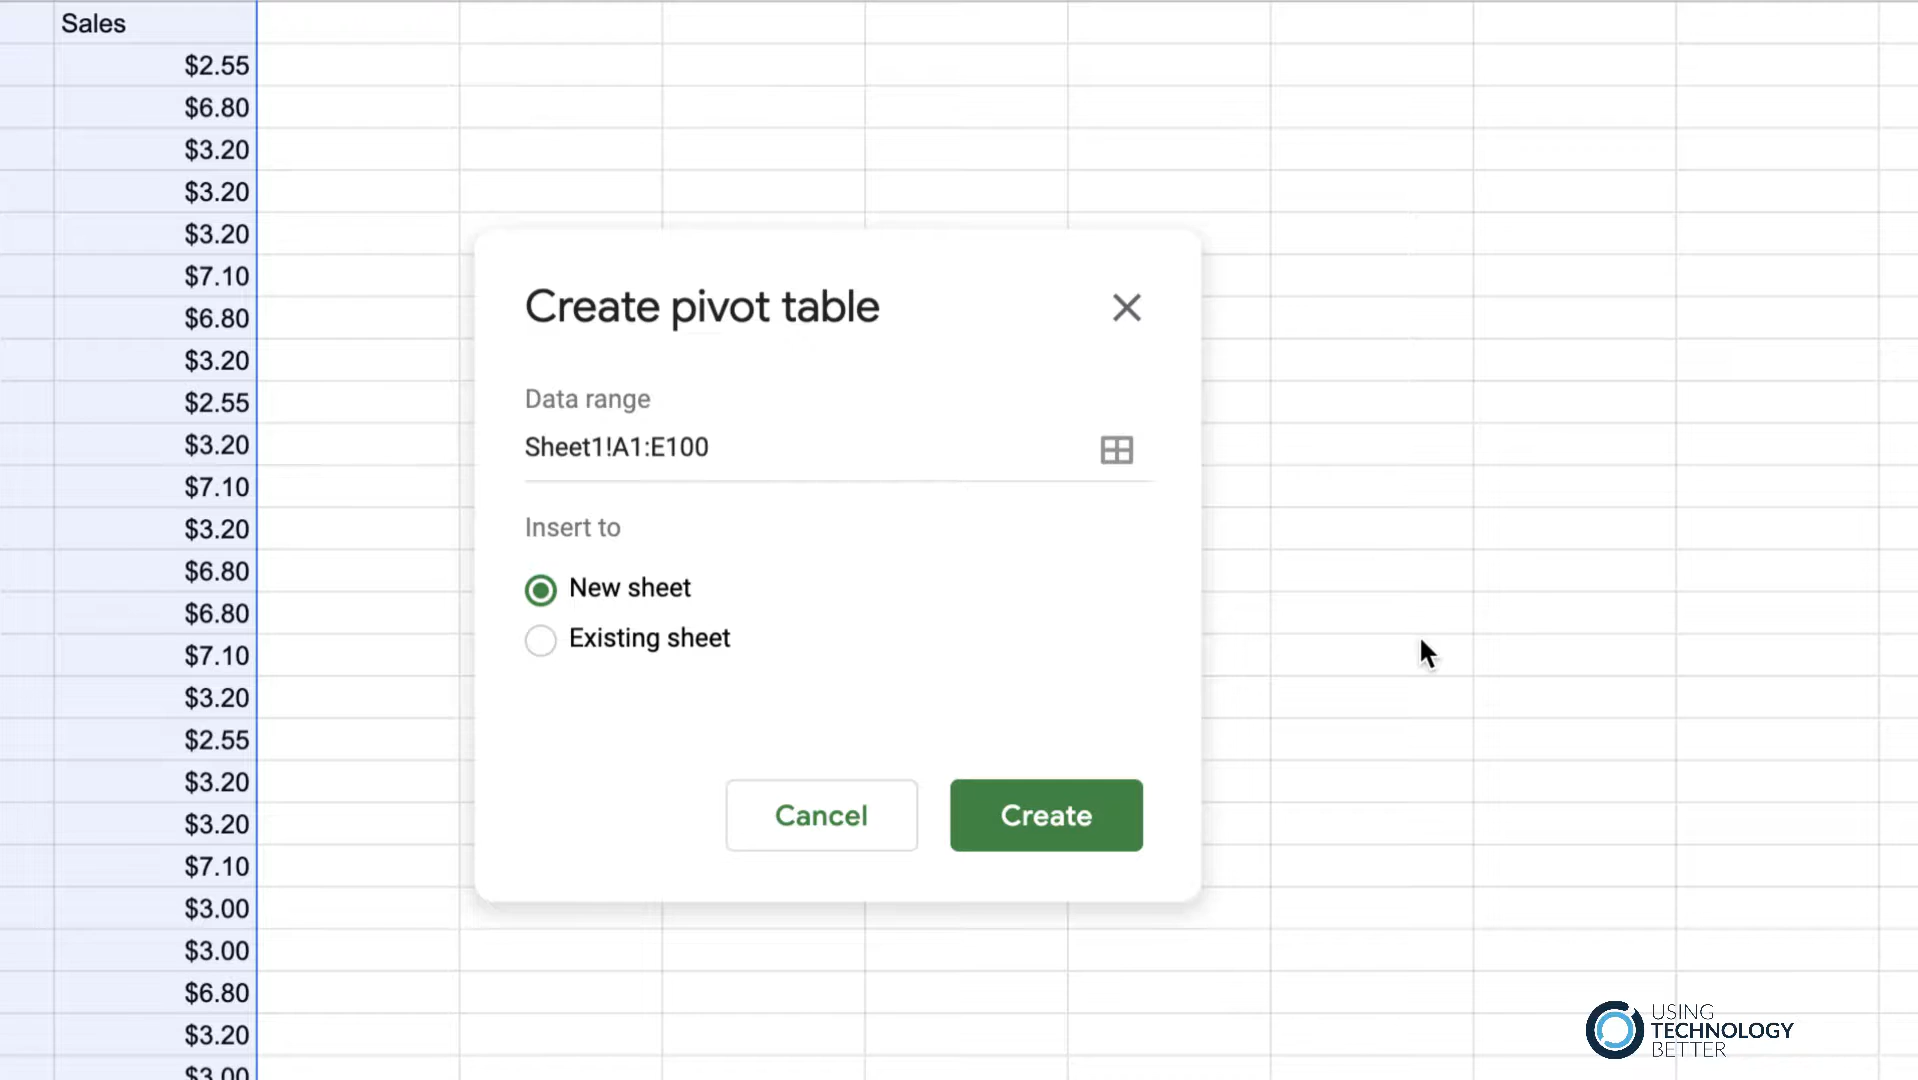 Sales
$2.55
$6.80
$3.20
$3.20
$3.20
$7.10
$6.80
$3.20
$2.55
$3.20
$7.10
$3.20
$6.80
$6.80
$7.10
$3.20
$2.55
$3.20
$3.20
$7.10
$3.00
$3.00
$6.80
$3.20
$3.00
Create pivot table
Data range
Sheet1!A1:E100
Insert to
New sheet
Existing sheet
Cancel
Create
USING
TECHNOLOGY
BETTER